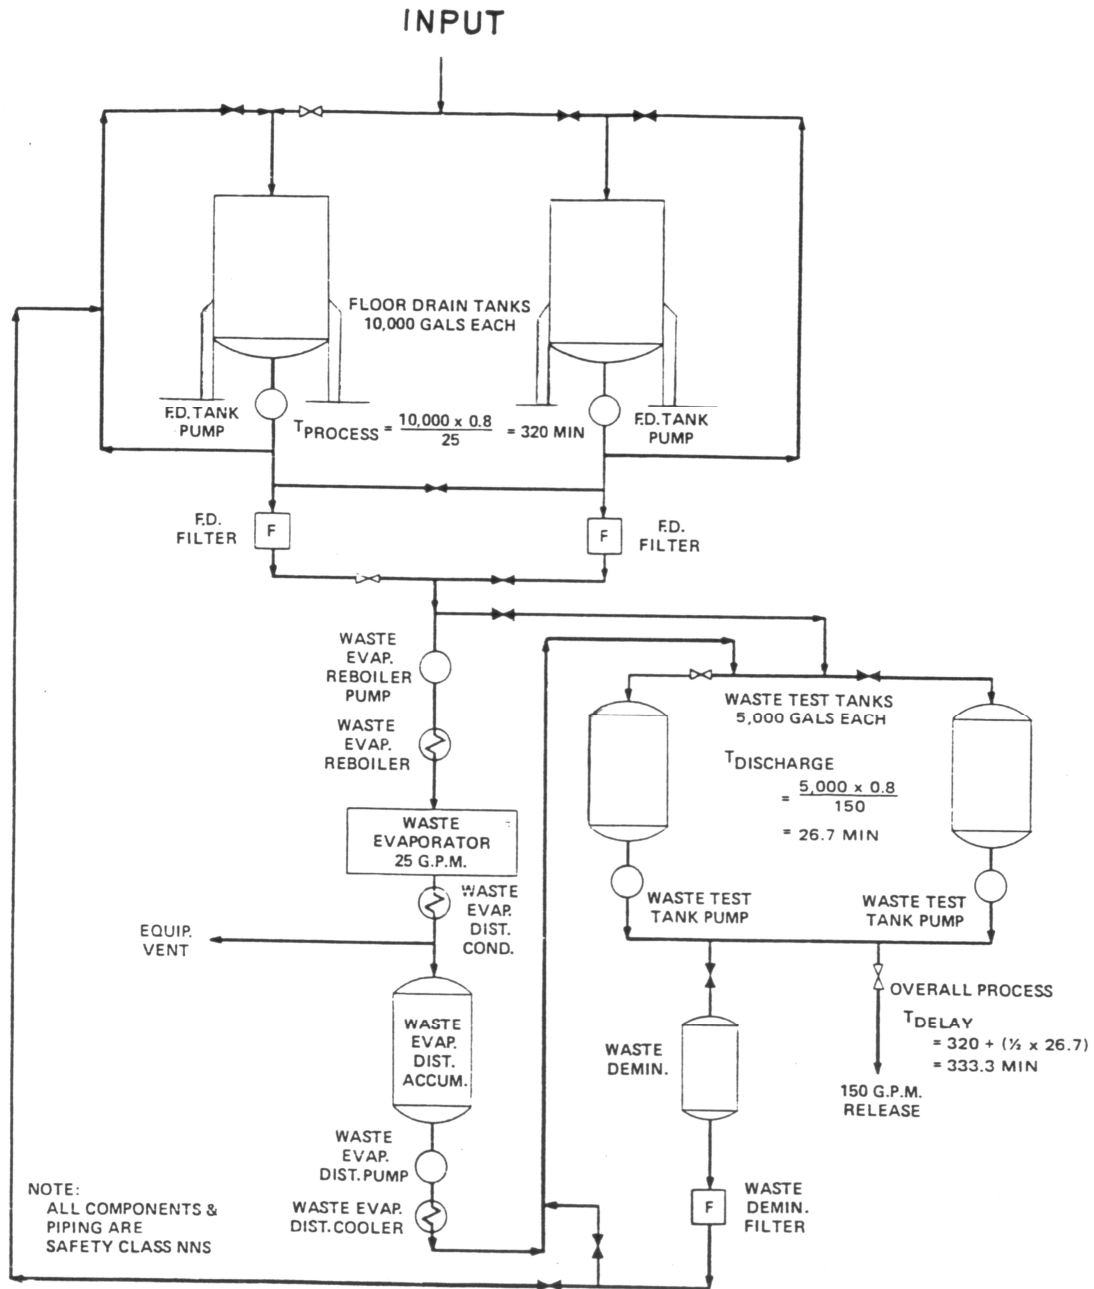 INPUT
FLOOR DRAIN TANKS
10,000 GALS EACH
F.D. TANK
PUMP
T PROCESS = 10,000 x 0.8 / 25 = 320 MIN
F.D. TANK
PUMP
F.D.
FILTER
F
F
F.D.
FILTER
WASTE
EVAP.
REBOILER
PUMP
WASTE
EVAP.
REBOILER
WASTE TEST TANKS
5,000 GALS EACH
T DISCHARGE
= 5,000 x 0.8 / 150
= 26.7 MIN
WASTE
EVAPORATOR
25 G.P.M.
WASTE
EVAP.
DIST.
COND.
WASTE TEST
TANK PUMP
WASTE TEST
TANK PUMP
EQUIP.
VENT
OVERALL PROCESS
T DELAY
= 320 + (½ x 26.7)
= 333.3 MIN
WASTE
EVAP.
DIST.
ACCUM.
WASTE
DEMIN.
150 G.P.M.
RELEASE
WASTE
EVAP.
DIST. PUMP
WASTE EVAP.
DIST. COOLER
F
WASTE
DEMIN.
FILTER
NOTE:
ALL COMPONENTS &
PIPING ARE
SAFETY CLASS NNS